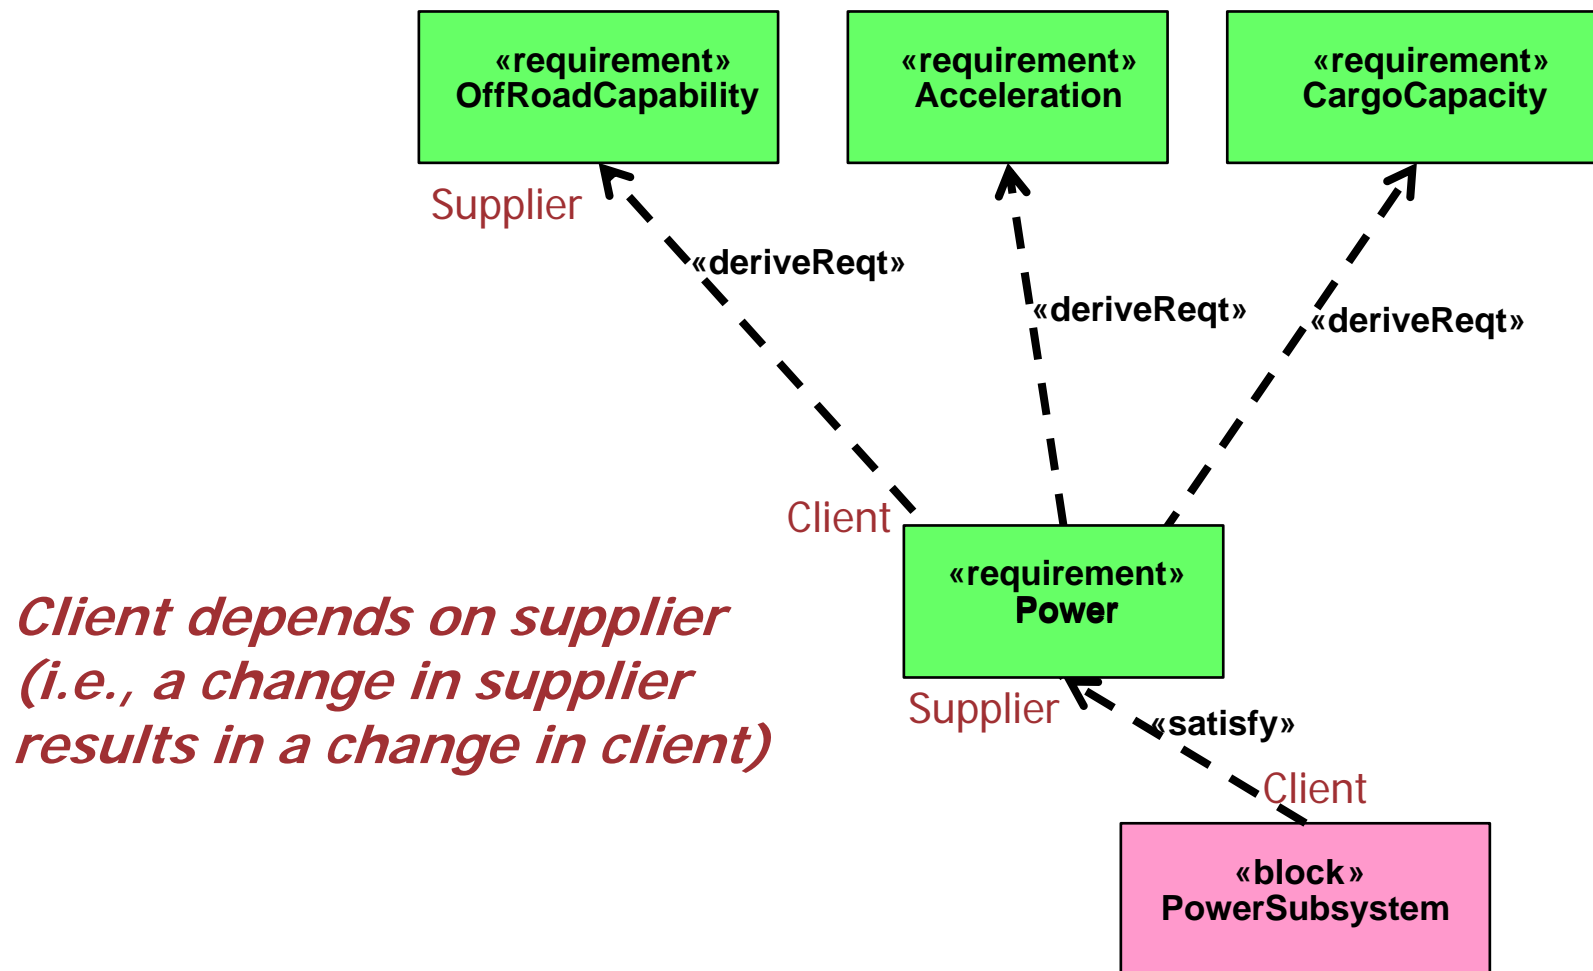 «requirement»
OffRoadCapability
«requirement»
Acceleration
«requirement»
CargoCapacity
Supplier
«deriveReqt»
«deriveReqt»
«deriveReqt»
Client
«requirement»
Power
Client depends on supplier
(i.e., a change in supplier
results in a change in client)
Supplier
«satisfy»
Client
«block»
PowerSubsystem